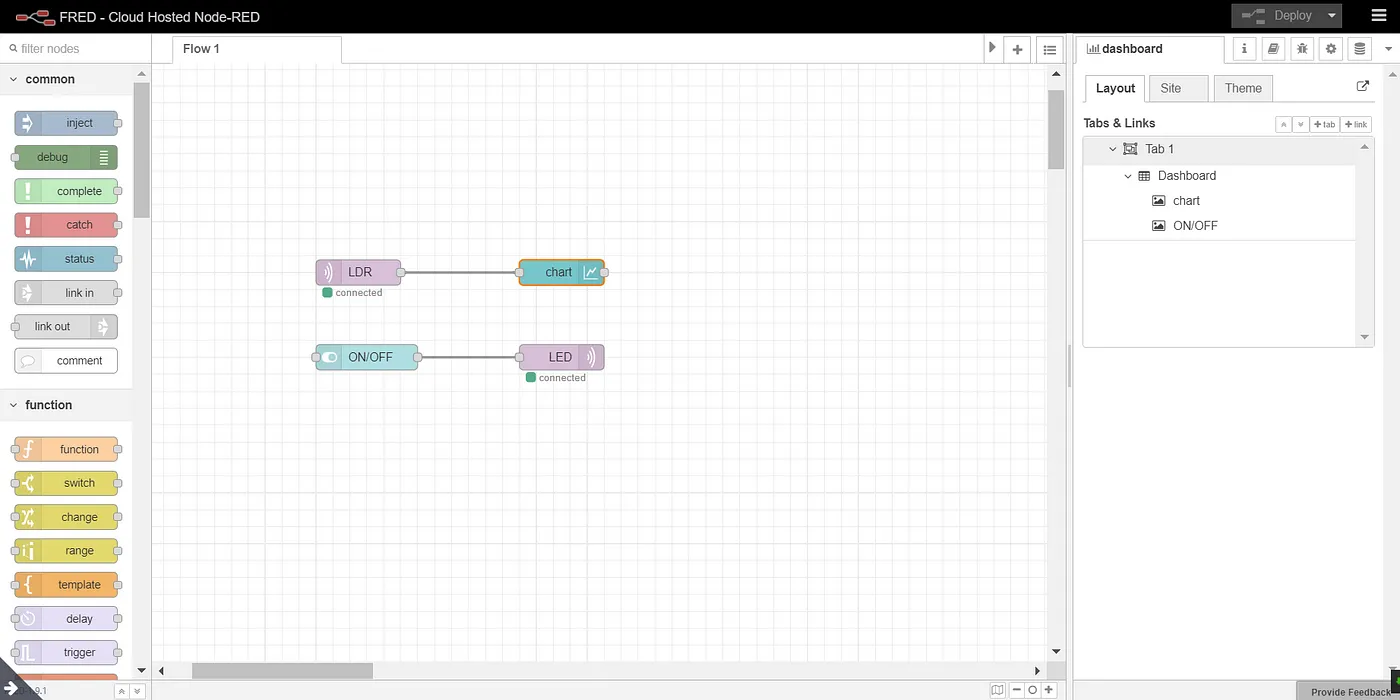 FRED - Cloud Hosted Node-RED
Deploy
filter nodes
Flow 1
dashboard
common
inject
debug
complete
catch
status
link in
link out
comment
function
function
switch
change
range
template
delay
trigger
LDR
connected
chart
ON/OFF
LED
connected
Layout
Site
Theme
Tabs & Links
tab
link
Tab 1
Dashboard
chart
ON/OFF
Provide Feedback